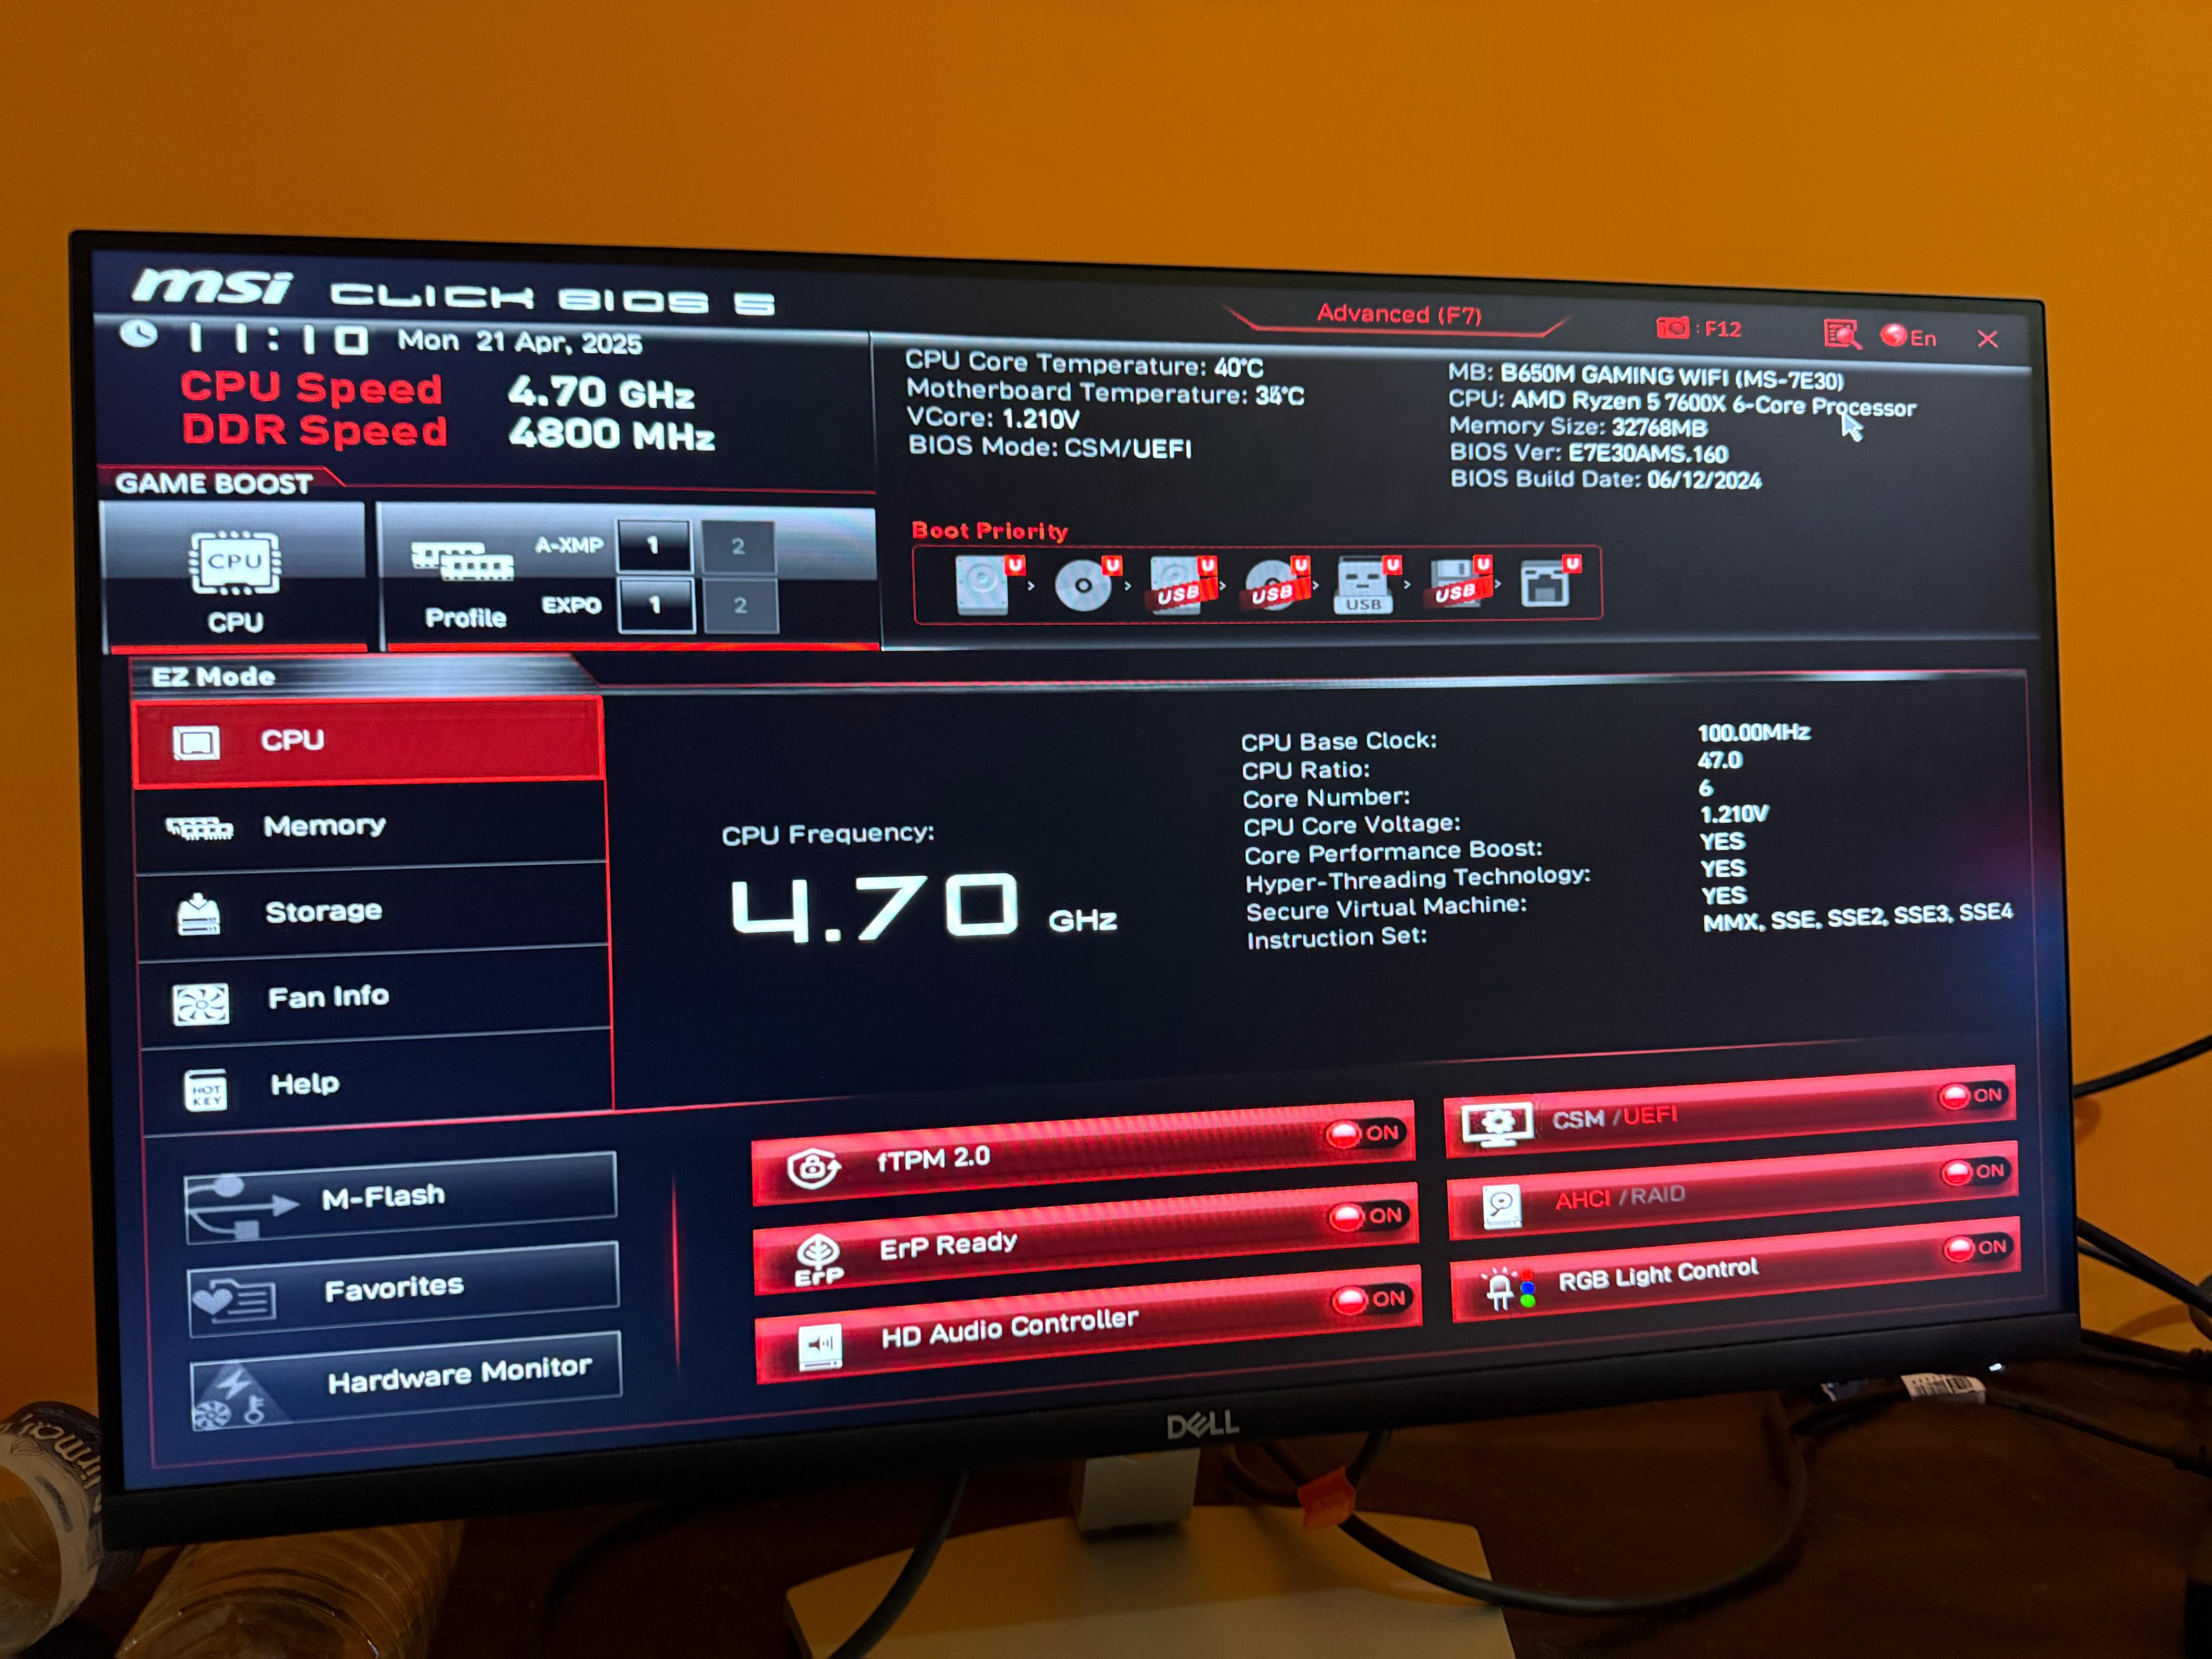 msi CLICK BIOS 5
Advanced (F7)
: F12
En
X
11:10 Mon 21 Apr, 2025
CPU Speed 4.70 GHz
DDR Speed 4800 MHz
CPU Core Temperature: 40°C
Motherboard Temperature: 34°C
VCore: 1.210V
BIOS Mode: CSM/UEFI
MB: B650M GAMING WIFI (MS-7E30)
CPU: AMD Ryzen 5 7600X 6-Core Processor
Memory Size: 32768MB
BIOS Ver: E7E30AMS.160
BIOS Build Date: 06/12/2024
GAME BOOST
CPU
CPU
Profile
A-XMP 1 2
EXPO 1 2
Boot Priority
U U U U U U U
USB USB USB USB
EZ Mode
CPU
Memory
Storage
Fan Info
HOT KEY Help
CPU Frequency:
4.70 GHz
CPU Base Clock: 100.00MHz
CPU Ratio: 47.0
Core Number: 6
CPU Core Voltage: 1.210V
Core Performance Boost: YES
Hyper-Threading Technology: YES
Secure Virtual Machine: YES
Instruction Set: MMX, SSE, SSE2, SSE3, SSE4
M-Flash
Favorites
Hardware Monitor
fTPM 2.0 ON
ErP ErP Ready ON
HD Audio Controller ON
CSM /UEFI ON
AHCI /RAID ON
RGB Light Control ON
DELL